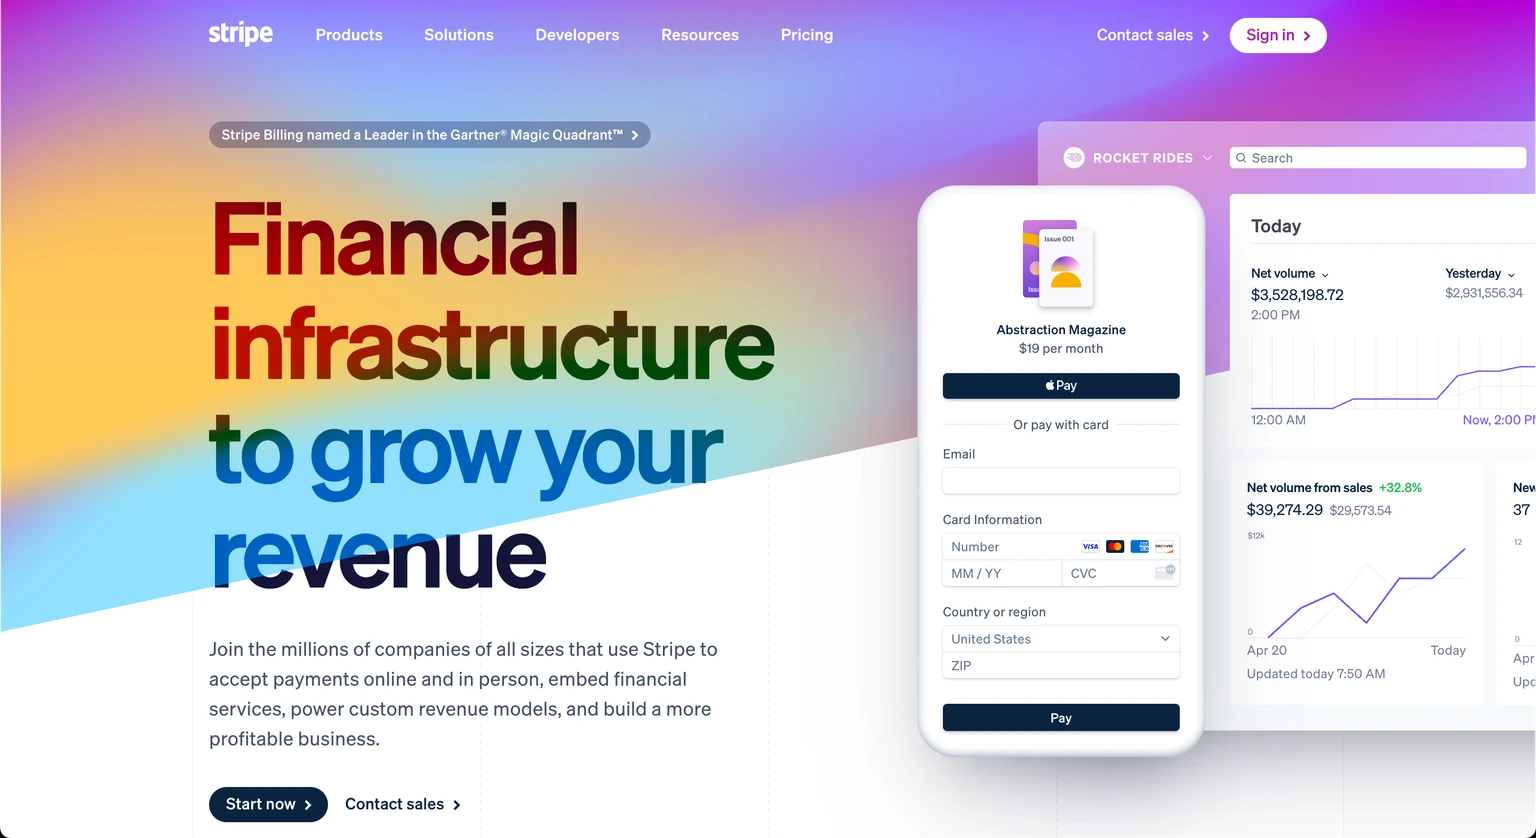 stripe
Products
Solutions
Developers
Resources
Pricing
Contact sales
Sign in
Stripe Billing named a Leader in the Gartner® Magic Quadrant™
Financial
infrastructure
to grow your
revenue
Join the millions of companies of all sizes that use Stripe to
accept payments online and in person, embed financial
services, power custom revenue models, and build a more
profitable business.
Start now
Contact sales
Issue 001
Issu
Abstraction Magazine
$19 per month
Pay
Or pay with card
Email
Card Information
Number
VISA
AM EX
DISCOVER
MM / YY
CVC
Country or region
United States
ZIP
Pay
ROCKET RIDES
Search
Today
Net volume
$3,528,198.72
2:00 PM
Yesterday
$2,931,556.34
12:00 AM
Now, 2:00 PM
Net volume from sales +32.8%
$39,274.29 $29,573.54
$12k
0
Apr 20
Today
Updated today 7:50 AM
New
37
12
0
Apr
Upd